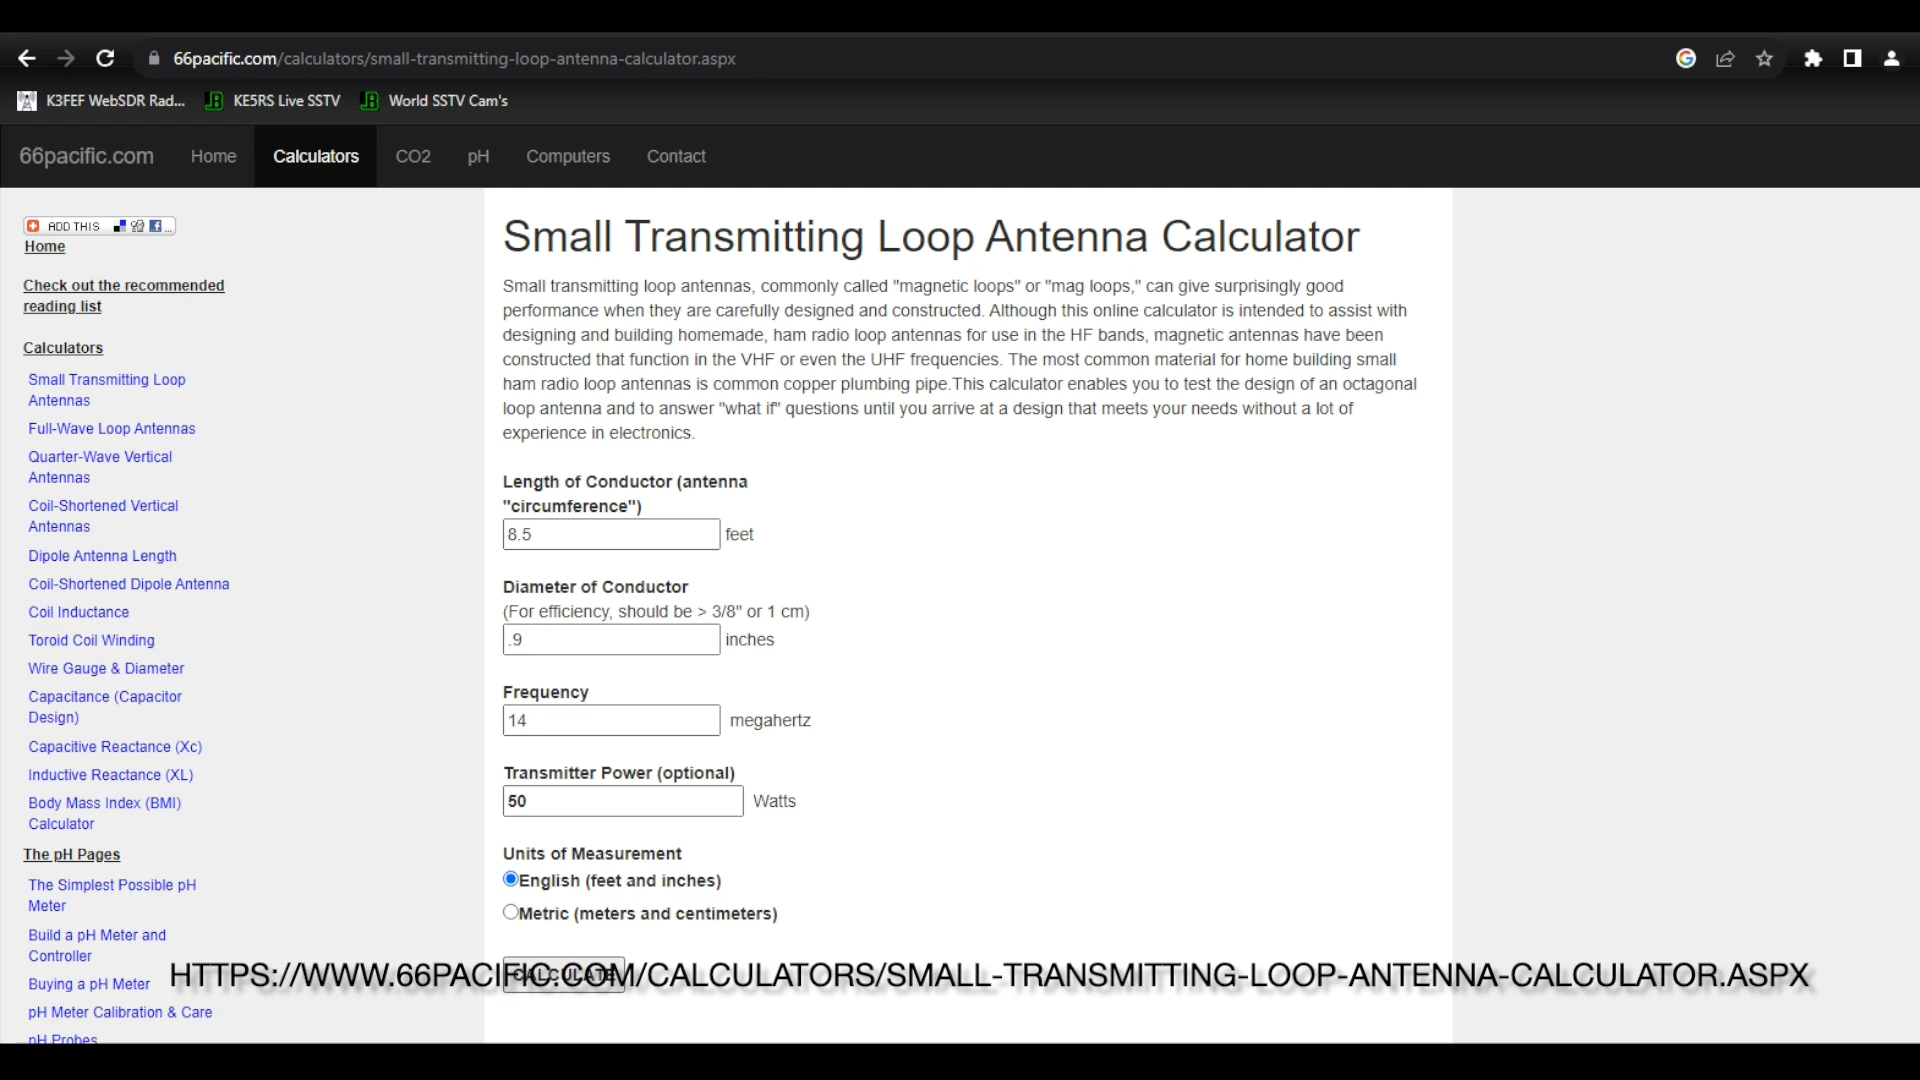 66pacific.com/calculators/small-transmitting-loop-antenna-calculator.aspx
K3FEF WebSDR Rad... KE5RS Live SSTV World SSTV Cam's
66pacific.com Home Calculators CO2 pH Computers Contact
ADD THIS ...
Home
Check out the recommended
reading list
Calculators
Small Transmitting Loop
Antennas
Full-Wave Loop Antennas
Quarter-Wave Vertical
Antennas
Coil-Shortened Vertical
Antennas
Dipole Antenna Length
Coil-Shortened Dipole Antenna
Coil Inductance
Toroid Coil Winding
Wire Gauge & Diameter
Capacitance (Capacitor
Design)
Capacitive Reactance (Xc)
Inductive Reactance (XL)
Body Mass Index (BMI)
Calculator
The pH Pages
The Simplest Possible pH
Meter
Build a pH Meter and
Controller
Buying a pH Meter
pH Meter Calibration & Care
pH Probes
Small Transmitting Loop Antenna Calculator
Small transmitting loop antennas, commonly called "magnetic loops" or "mag loops," can give surprisingly good
performance when they are carefully designed and constructed. Although this online calculator is intended to assist with
designing and building homemade, ham radio loop antennas for use in the HF bands, magnetic antennas have been
constructed that function in the VHF or even the UHF frequencies. The most common material for home building small
ham radio loop antennas is common copper plumbing pipe.This calculator enables you to test the design of an octagonal
loop antenna and to answer "what if" questions until you arrive at a design that meets your needs without a lot of
experience in electronics.
Length of Conductor (antenna
"circumference")
8.5 feet
Diameter of Conductor
(For efficiency, should be > 3/8" or 1 cm)
.9 inches
Frequency
14 megahertz
Transmitter Power (optional)
50 Watts
Units of Measurement
English (feet and inches)
Metric (meters and centimeters)
CALCULATE
HTTPS://WWW.66PACIFIC.COM/CALCULATORS/SMALL-TRANSMITTING-LOOP-ANTENNA-CALCULATOR.ASPX